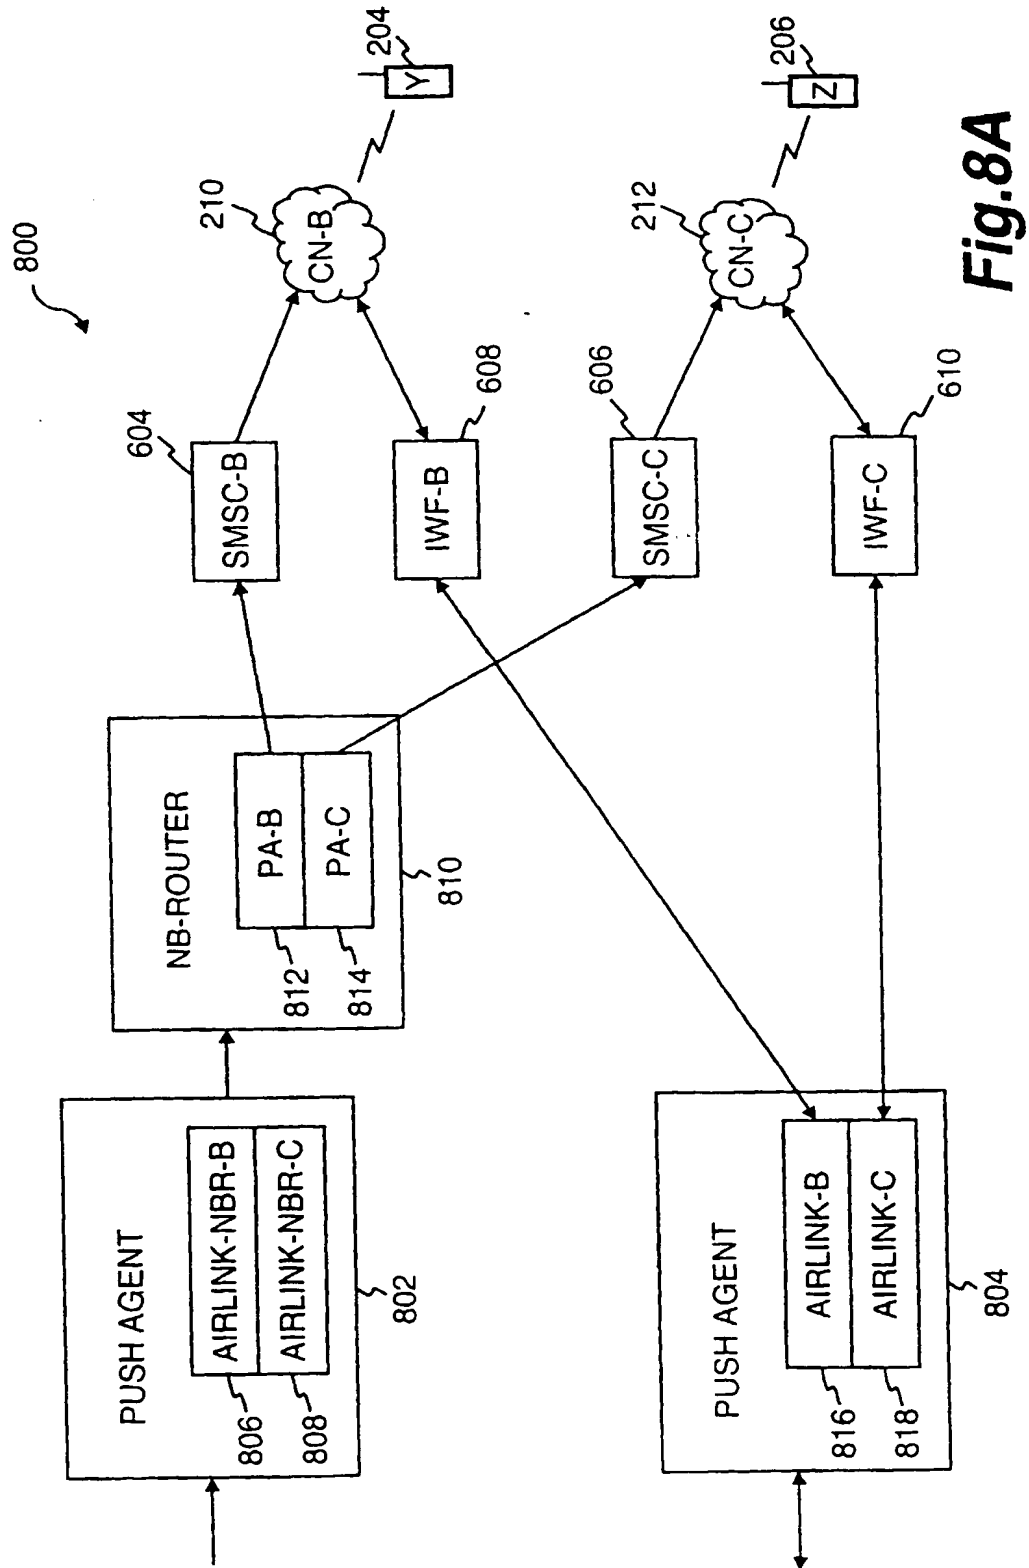 800
PUSH AGENT
AIRLINK-NBR-B
AIRLINK-NBR-C
806
808
802
NB-ROUTER
PA-B
PA-C
812
814
810
604
SMSC-B
IWF-B
608
210
CN-B
204
Y
PUSH AGENT
AIRLINK-B
AIRLINK-C
816
818
804
606
SMSC-C
IWF-C
610
212
CN-C
206
Z
Fig.8A